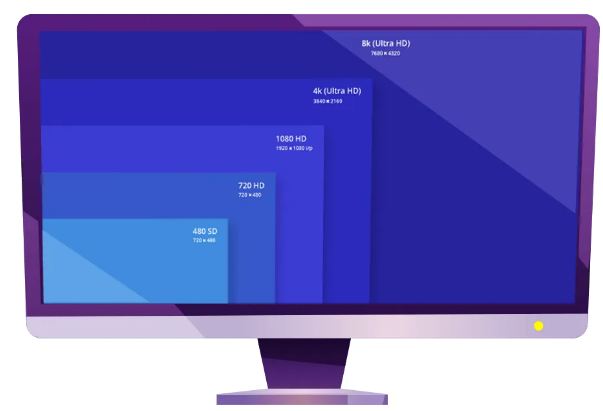 8k (Ultra HD)
7680 × 4320
4k (Ultra HD)
3840 × 2160
1080 HD
1920 × 1080 i/p
720 HD
720 × 480
480 SD
720 × 480